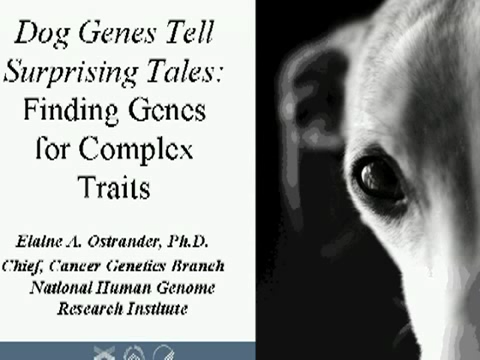 Dog Genes Tell
Surprising Tales:
Finding Genes
for Complex
Traits
Elaine A. Ostrander, Ph.D.
Chief, Cancer Genetics Branch
National Human Genome
Research Institute